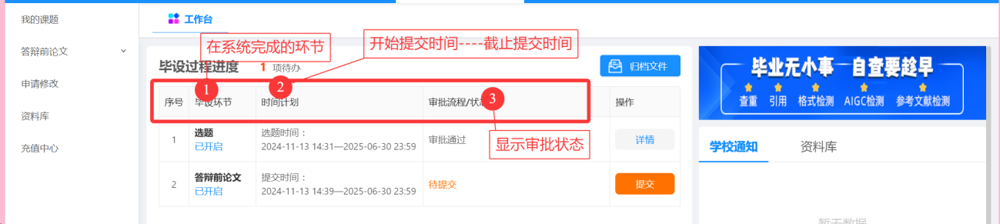 我的课题
工作台
在系统完成的环节
开始提交时间----截止提交时间
答辩前论文
毕设过程进度
1 项待办
归档文件
毕业无小事 自查要趁早
申请修改
1
2
3
序号
毕设环节
时间计划
审批流程/状态
操作
查重 引用 格式检测 AIGC检测 参考文献检测
资料库
1
选题
已开启
选题时间：
2024-11-13 14:31—2025-06-30 23:59
审批通过
显示审批状态
详情
充值中心
学校通知
资料库
2
答辩前论文
已开启
提交时间：
2024-11-13 14:39—2025-06-30 23:59
待提交
提交
暂无数据